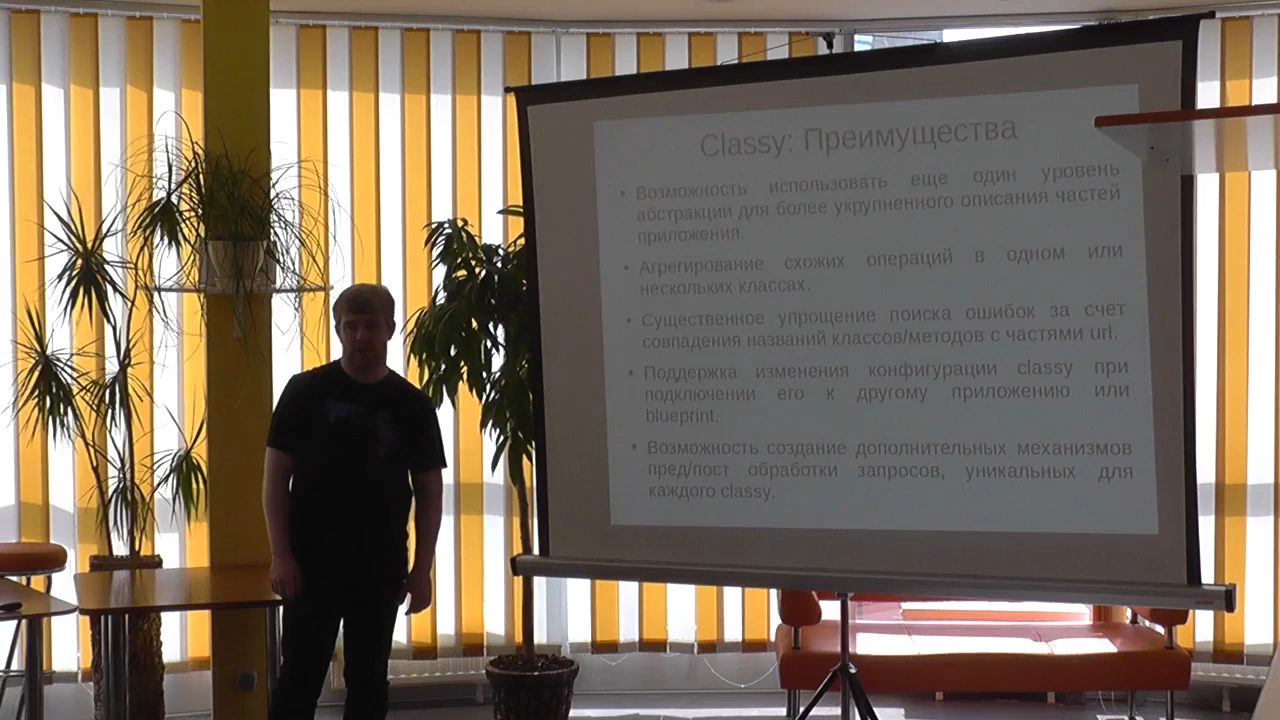 Classy: Преимущества
• Возможность использовать еще один уровень
абстракции для более укрупненного описания частей
приложения.
• Агрегирование схожих операций в одном или
нескольких классах.
• Существенное упрощение поиска ошибок за счет
совпадения названий классов/методов с частями url.
• Поддержка изменения конфигурации classy при
подключении его к другому приложению или
blueprint.
• Возможность создание дополнительных механизмов
пред/пост обработки запросов, уникальных для
каждого classy.